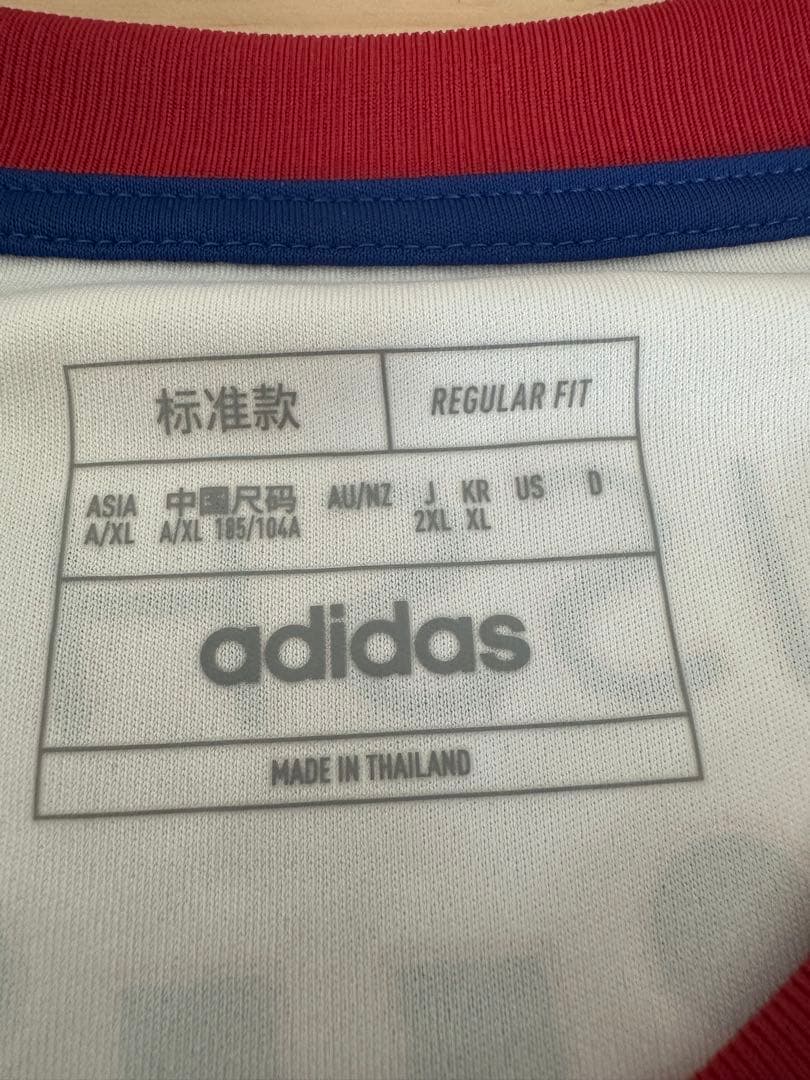 标准款 REGULAR FIT
ASIA 中国尺码 AU/NZ J KR US D
A/XL A/XL 185/104A 2XL XL
adidas
MADE IN THAILAND